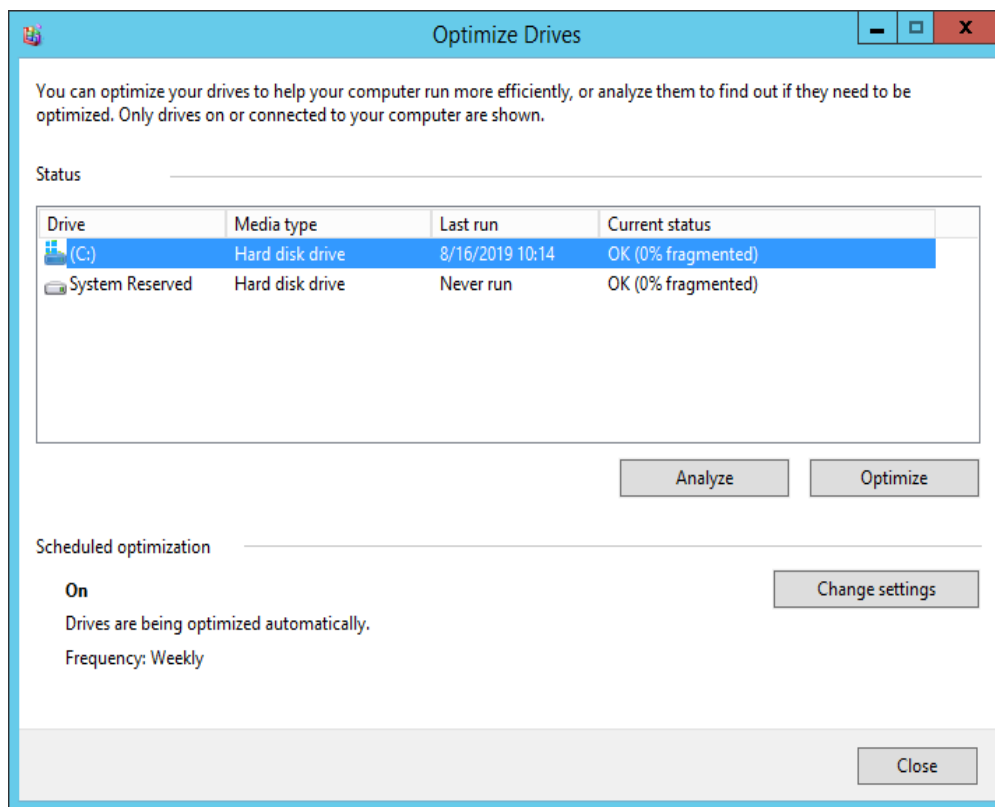 Optimize Drives
You can optimize your drives to help your computer run more efficiently, or analyze them to find out if they need to be
optimized. Only drives on or connected to your computer are shown.
Status
Drive Media type Last run Current status
(C:) Hard disk drive 8/16/2019 10:14 OK (0% fragmented)
System Reserved Hard disk drive Never run OK (0% fragmented)
Analyze Optimize
Scheduled optimization
On
Change settings
Drives are being optimized automatically.
Frequency: Weekly
Close